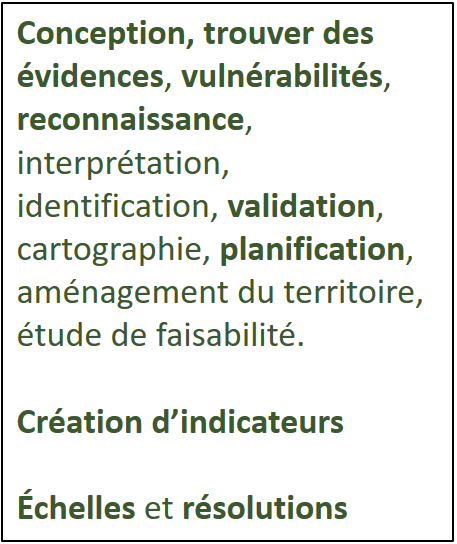 Conception, trouver des
évidences, vulnérabilités,
reconnaissance,
interprétation,
identification, validation,
cartographie, planification,
aménagement du territoire,
étude de faisabilité.
Création d’indicateurs
Échelles et résolutions